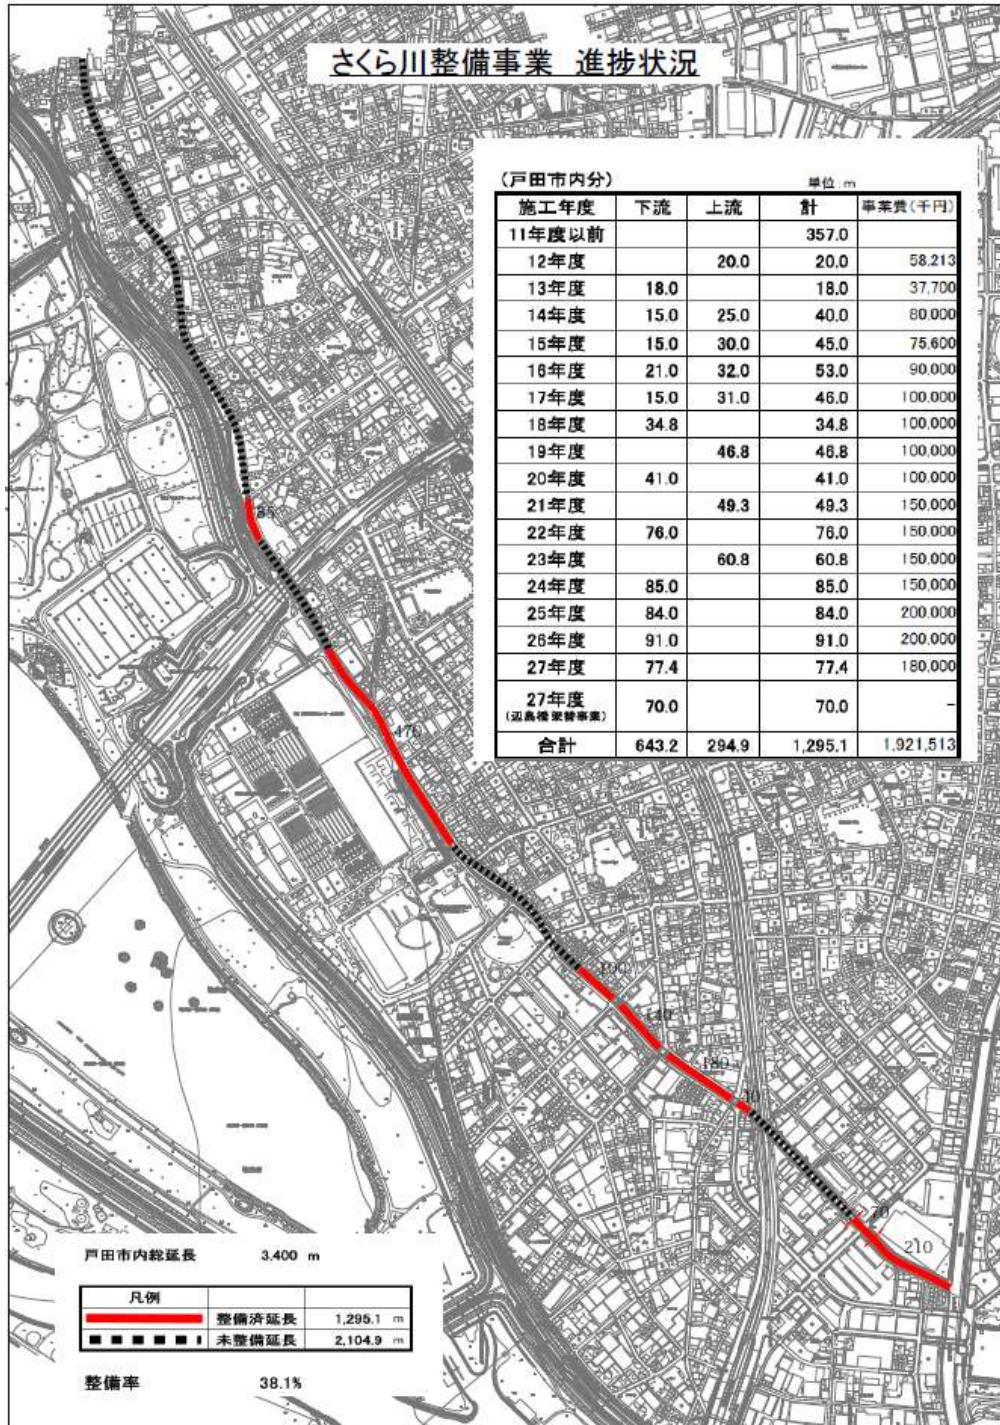 さくら川整備事業 進捗状況
(戸田市内分) 単位:m
施工年度 下流 上流 計 事業費(千円)
11年度以前 357.0
12年度 20.0 20.0 58,213
13年度 18.0 18.0 37,700
14年度 15.0 25.0 40.0 80,000
15年度 15.0 30.0 45.0 75,600
16年度 21.0 32.0 53.0 90,000
17年度 15.0 31.0 46.0 100,000
18年度 34.8 34.8 100,000
19年度 46.8 46.8 100,000
20年度 41.0 41.0 100,000
21年度 49.3 49.3 150,000
22年度 76.0 76.0 150,000
23年度 60.8 60.8 150,000
24年度 85.0 85.0 150,000
25年度 84.0 84.0 200,000
26年度 91.0 91.0 200,000
27年度 77.4 77.4 180,000
27年度 70.0 70.0 -
(辺島橋架替事業)
合計 643.2 294.9 1,295.1 1,921,513
85
470
100
140
180
40
70
210
戸田市内総延長 3,400 m
凡例
整備済延長 1,295.1 m
未整備延長 2,104.9 m
整備率 38.1%